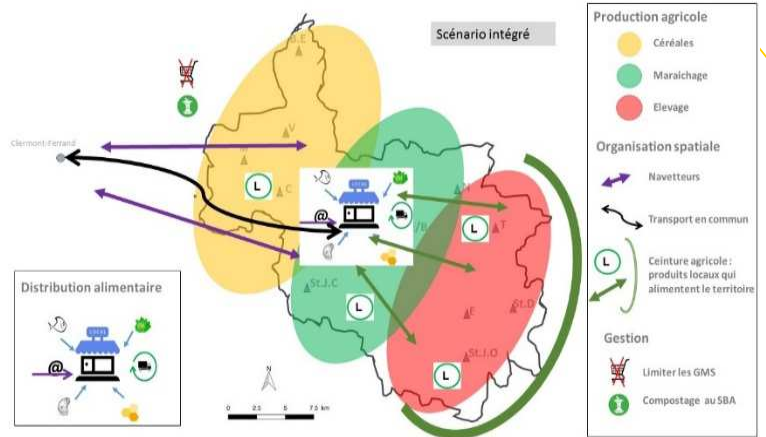 Scénario intégré
Clermont-Ferrand
V
C
L
@
N
T
L
St.J.C
L
E
St.D
St.J.O
L
Distribution alimentaire
LOCAL
@
N
0 2.5 5 7.5 km
Production agricole
Céréales
Maraichage
Elevage
Organisation spatiale
Navetteurs
Transport en commun
L
Ceinture agricole :
produits locaux qui
alimentent le territoire
Gestion
Limiter les GMS
Compostage au SBA